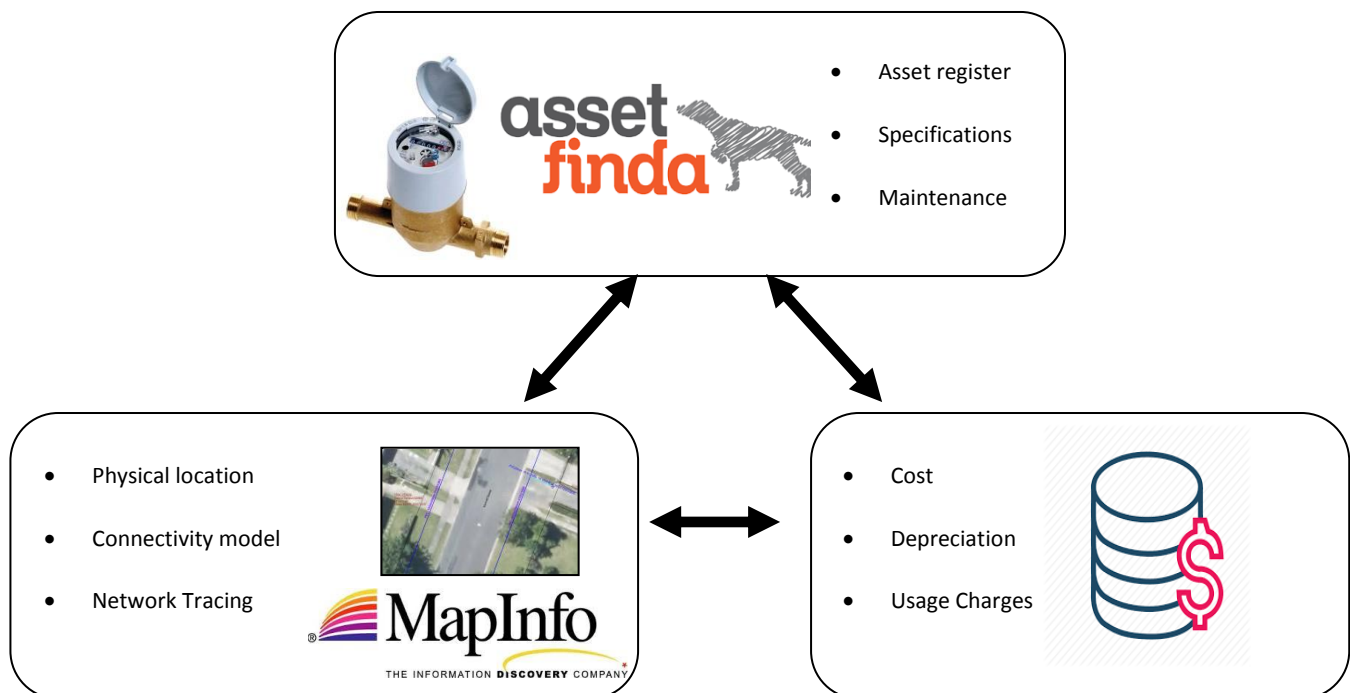 asset
finda
• Asset register
• Specifications
• Maintenance
• Physical location
• Connectivity model
• Network Tracing
® MapInfo
THE INFORMATION DISCOVERY COMPANY
• Cost
• Depreciation
• Usage Charges